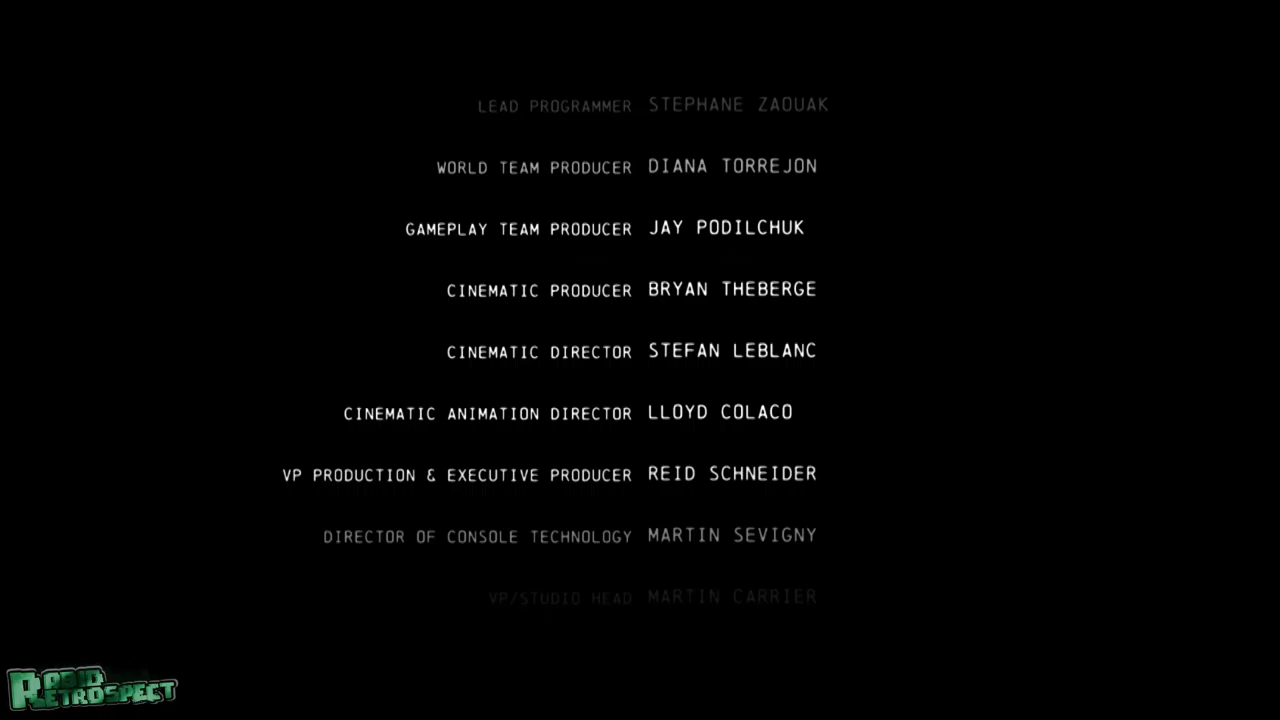 LEAD PROGRAMMER STEPHANE ZAOUAK
WORLD TEAM PRODUCER DIANA TORREJON
GAMEPLAY TEAM PRODUCER JAY PODILCHUK
CINEMATIC PRODUCER BRYAN THEBERGE
CINEMATIC DIRECTOR STEFAN LEBLANC
CINEMATIC ANIMATION DIRECTOR LLOYD COLACO
VP PRODUCTION & EXECUTIVE PRODUCER REID SCHNEIDER
DIRECTOR OF CONSOLE TECHNOLOGY MARTIN SEVIGNY
VP/STUDIO HEAD MARTIN CARRIER
RABID
RETROSPECT